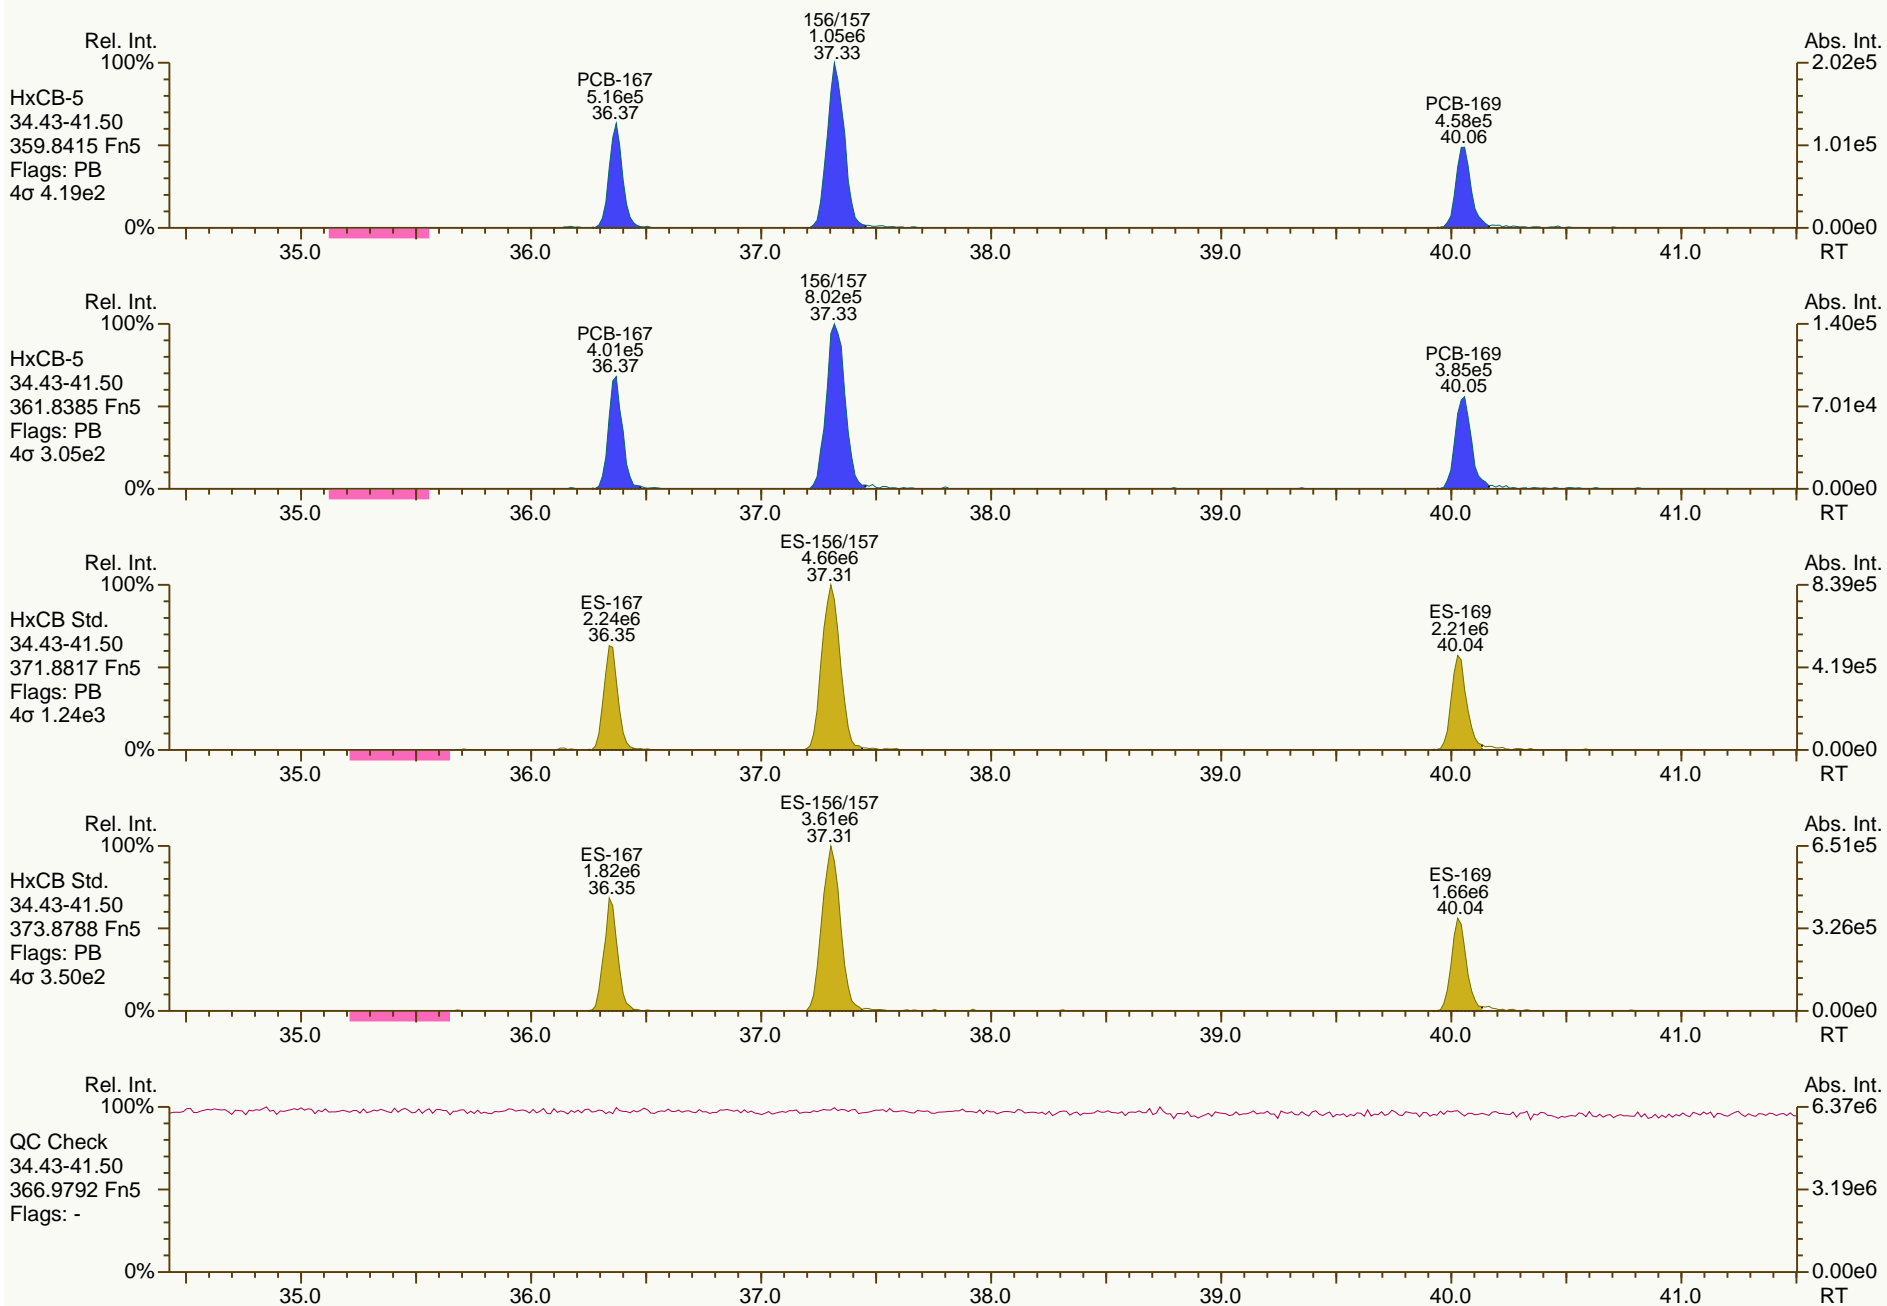 Rel. Int.
Abs. Int.
HxCB-5
34.43-41.50
359.8415 Fn5
Flags: PB
4σ 4.19e2
100%
0%
PCB-167
5.16e5
36.37
156/157
1.05e6
37.33
PCB-169
4.58e5
40.06
2.02e5
1.01e5
0.00e0
35.0 36.0 37.0 38.0 39.0 40.0 41.0 RT
Rel. Int.
Abs. Int.
HxCB-5
34.43-41.50
361.8385 Fn5
Flags: PB
4σ 3.05e2
100%
0%
PCB-167
4.01e5
36.37
156/157
8.02e5
37.33
PCB-169
3.85e5
40.05
1.40e5
7.01e4
0.00e0
35.0 36.0 37.0 38.0 39.0 40.0 41.0 RT
Rel. Int.
Abs. Int.
HxCB Std.
34.43-41.50
371.8817 Fn5
Flags: PB
4σ 1.24e3
100%
0%
ES-167
2.24e6
36.35
ES-156/157
4.66e6
37.31
ES-169
2.21e6
40.04
8.39e5
4.19e5
0.00e0
35.0 36.0 37.0 38.0 39.0 40.0 41.0 RT
Rel. Int.
Abs. Int.
HxCB Std.
34.43-41.50
373.8788 Fn5
Flags: PB
4σ 3.50e2
100%
0%
ES-167
1.82e6
36.35
ES-156/157
3.61e6
37.31
ES-169
1.66e6
40.04
6.51e5
3.26e5
0.00e0
35.0 36.0 37.0 38.0 39.0 40.0 41.0 RT
Rel. Int.
Abs. Int.
QC Check
34.43-41.50
366.9792 Fn5
Flags: -
100%
0%
6.37e6
3.19e6
0.00e0
35.0 36.0 37.0 38.0 39.0 40.0 41.0 RT